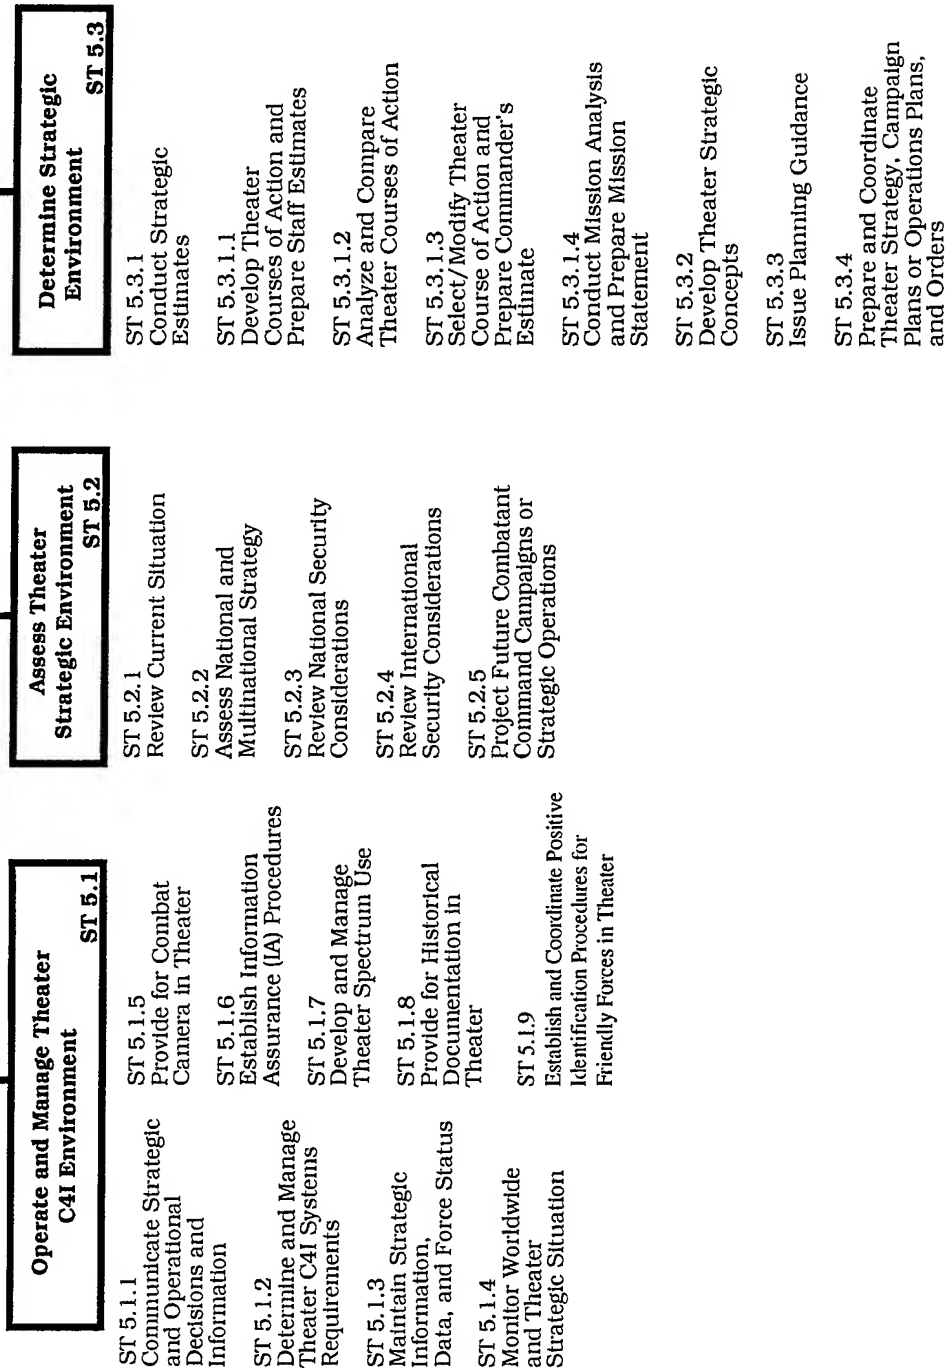 Operate and Manage Theater
C4I Environment
ST 5.1
ST 5.1.1
Communicate Strategic
and Operational
Decisions and
Information
ST 5.1.2
Determine and Manage
Theater C4I Systems
Requirements
ST 5.1.3
Maintain Strategic
Information,
Data, and Force Status
ST 5.1.4
Monitor Worldwide
and Theater
Strategic Situation
ST 5.1.5
Provide for Combat
Camera in Theater
ST 5.1.6
Establish Information
Assurance (IA) Procedures
ST 5.1.7
Develop and Manage
Theater Spectrum Use
ST 5.1.8
Provide for Historical
Documentation in
Theater
ST 5.1.9
Establish and Coordinate Positive
Identification Procedures for
Friendly Forces in Theater
Assess Theater
Strategic Environment
ST 5.2
ST 5.2.1
Review Current Situation
ST 5.2.2
Assess National and
Multinational Strategy
ST 5.2.3
Review National Security
Considerations
ST 5.2.4
Review International
Security Considerations
ST 5.2.5
Project Future Combatant
Command Campaigns or
Strategic Operations
Determine Strategic
Environment
ST 5.3
ST 5.3.1
Conduct Strategic
Estimates
ST 5.3.1.1
Develop Theater
Courses of Action and
Prepare Staff Estimates
ST 5.3.1.2
Analyze and Compare
Theater Courses of Action
ST 5.3.1.3
Select/Modify Theater
Course of Action and
Prepare Commander's
Estimate
ST 5.3.1.4
Conduct Mission Analysis
and Prepare Mission
Statement
ST 5.3.2
Develop Theater Strategic
Concepts
ST 5.3.3
Issue Planning Guidance
ST 5.3.4
Prepare and Coordinate
Theater Strategy, Campaign
Plans or Operations Plans,
and Orders